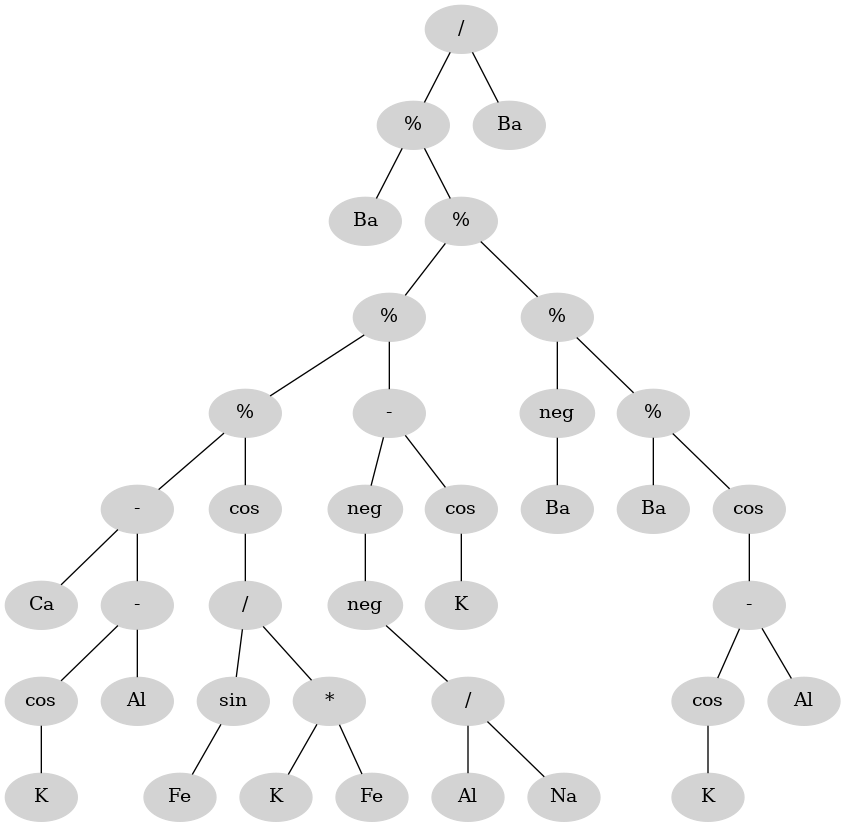 /
% Ba
Ba %
% %
% - neg %
- cos neg cos Ba Ba cos
Ca - / neg K -
cos Al sin * / cos Al
K Fe K Fe Al Na K